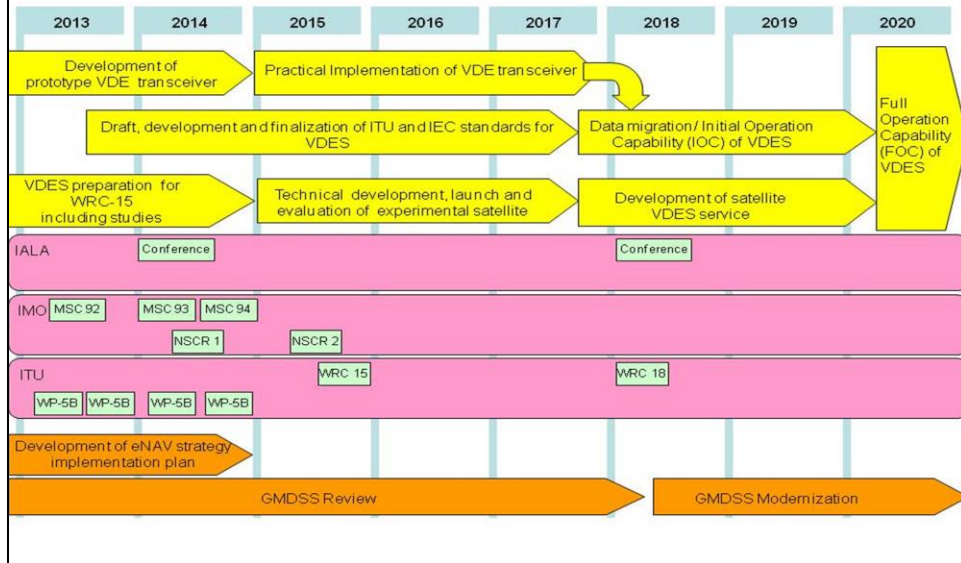 2013 2014 2015 2016 2017 2018 2019 2020
Development of
prototype VDE transceiver
Practical Implementation of VDE transceiver
Full
Operation
Capability
(FOC) of
VDES
Draft, development and finalization of ITU and IEC standards for
VDES
Data migration/ Initial Operation
Capability (IOC) of VDES
VDES preparation for
WRC-15
including studies
Technical development, launch and
evaluation of experimental satellite
Development of satellite
VDES service
IALA
Conference
Conference
IMO
MSC 92
MSC 93
MSC 94
NSCR 1
NSCR 2
ITU
WRC 15
WRC 18
WP-5B
WP-5B
WP-5B
WP-5B
Development of eNAV strategy
implementation plan
GMDSS Review
GMDSS Modernization